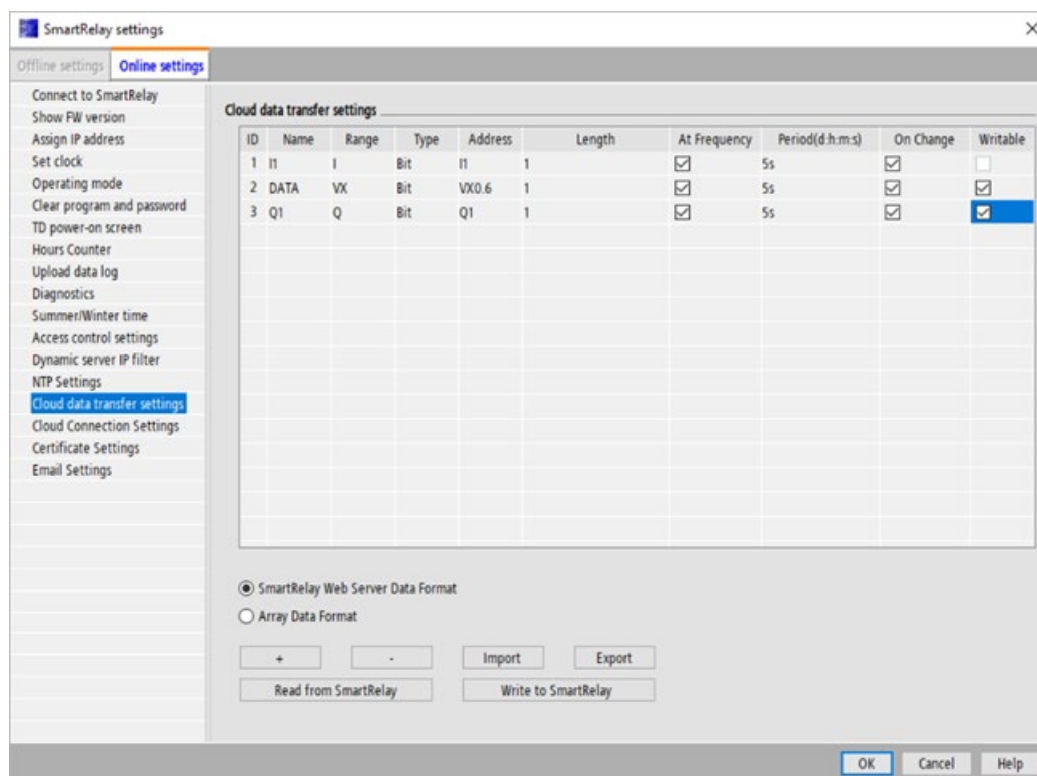 SmartRelay settings
Offline settings Online settings
Connect to SmartRelay
Show FW version
Assign IP address
Set clock
Operating mode
Clear program and password
TD power-on screen
Hours Counter
Upload data log
Diagnostics
Summer/Winter time
Access control settings
Dynamic server IP filter
NTP Settings
Cloud data transfer settings
Cloud Connection Settings
Certificate Settings
Email Settings
Cloud data transfer settings
ID Name Range Type Address Length At Frequency Period(d:h:m:s) On Change Writable
1 I1 I Bit I1 1 5s
2 DATA VX Bit VX0.6 1 5s
3 Q1 Q Bit Q1 1 5s
SmartRelay Web Server Data Format
Array Data Format
+ - Import Export
Read from SmartRelay Write to SmartRelay
OK Cancel Help